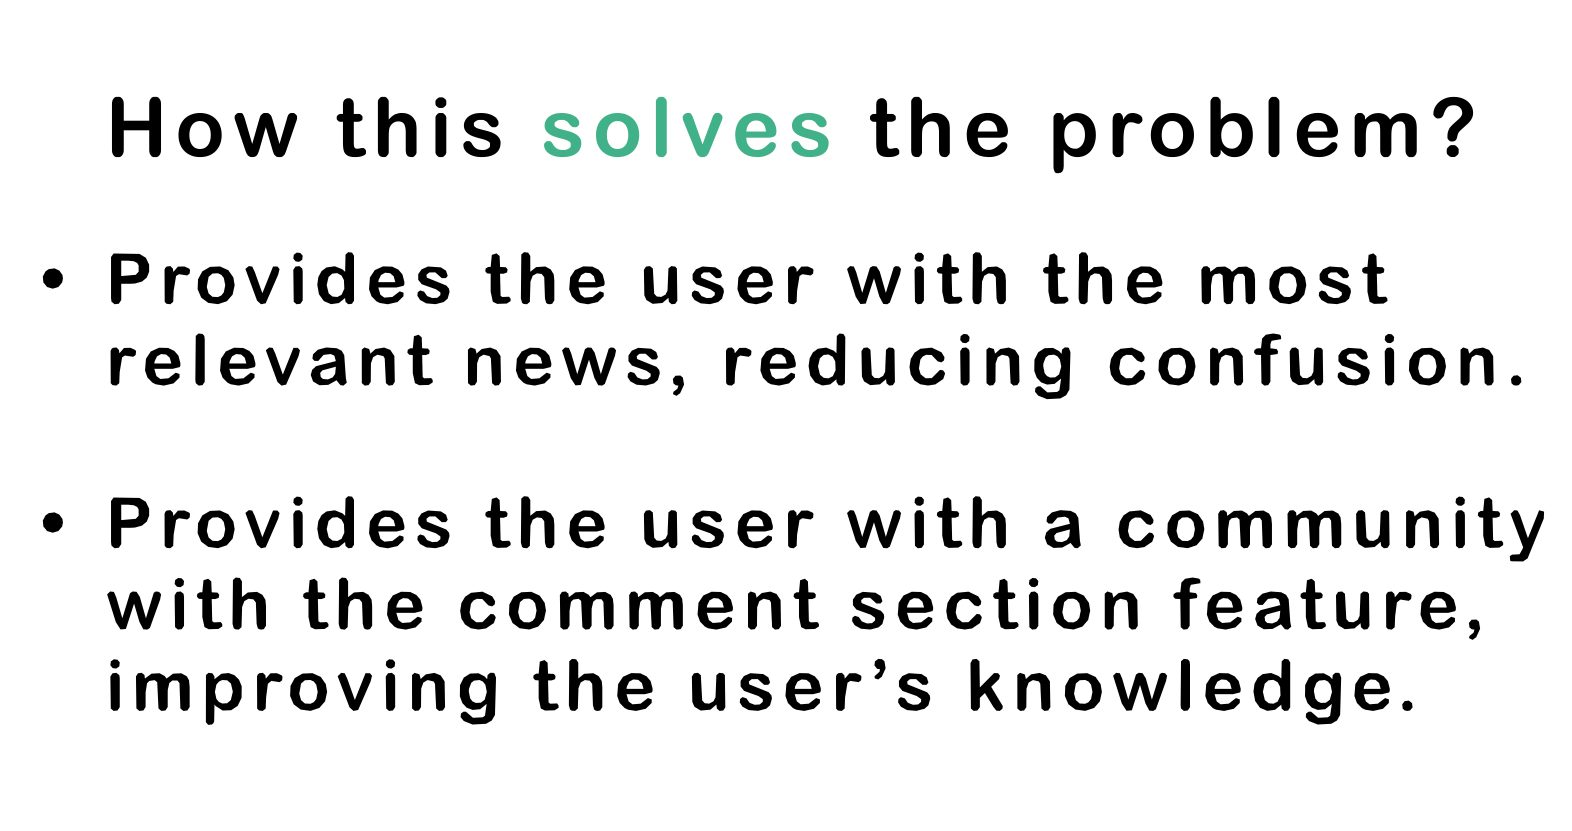 How this solves the problem?
• Provides the user with the most
relevant news, reducing confusion.
• Provides the user with a community
with the comment section feature,
improving the user’s knowledge.